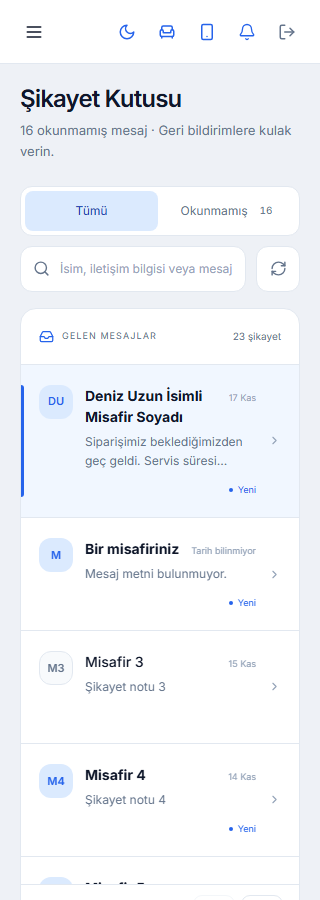 Şikayet Kutusu
16 okunmamış mesaj · Geri bildirimlere kulak
verin.
Tümü
Okunmamış 16
İsim, iletişim bilgisi veya mesaj
GELEN MESAJLAR
23 şikayet
DU
Deniz Uzun İsimli
Misafir Soyadı
17 Kas
Siparişimiz beklediğimizden
geç geldi. Servis süresi...
• Yeni
M
Bir misafiriniz
Tarih bilinmiyor
Mesaj metni bulunmuyor.
• Yeni
M3
Misafir 3
15 Kas
Şikayet notu 3
M4
Misafir 4
14 Kas
Şikayet notu 4
• Yeni